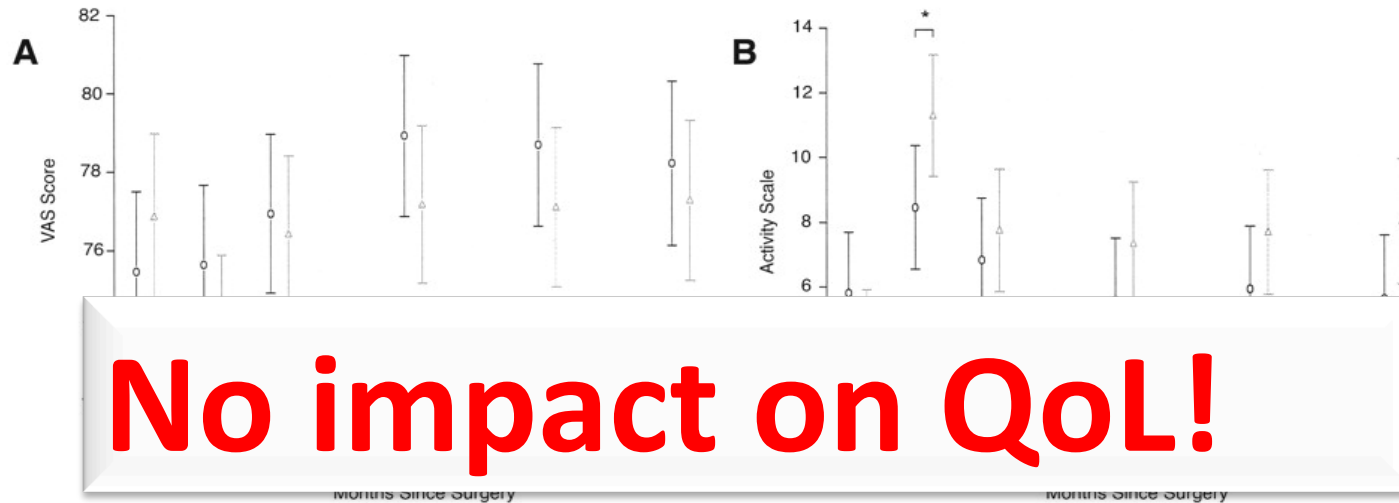 A
82
80
78
76
VAS Score
B
*
14
12
10
8
6
Activity Scale
No impact on QoL!
Months Since Surgery
Months Since Surgery